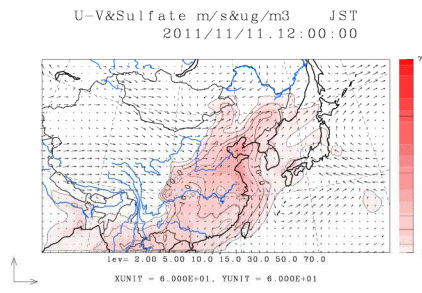 U-V&Sulfate m/s&ug/m3 JST
2011/11/11.12:00:00
lev= 2.00 5.00 10.0 15.0 30.0 50.0 70.0
XUNIT = 6.000E+01, YUNIT = 6.000E+01